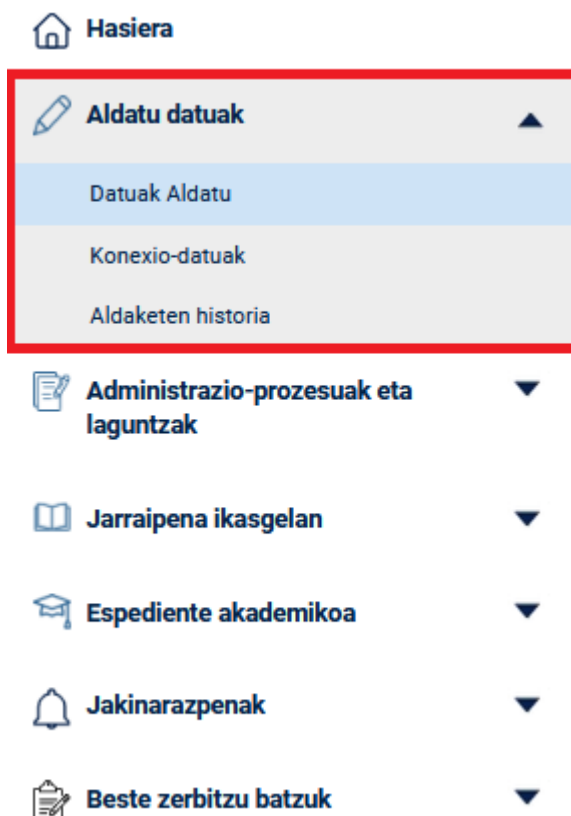 Hasiera
Aldatu datuak
Datuak Aldatu
Konexio-datuak
Aldaketen historia
Administrazio-prozesuak eta
laguntzak
Jarraipena ikasgelan
Espediente akademikoa
Jakinarazpenak
Beste zerbitzu batzuk